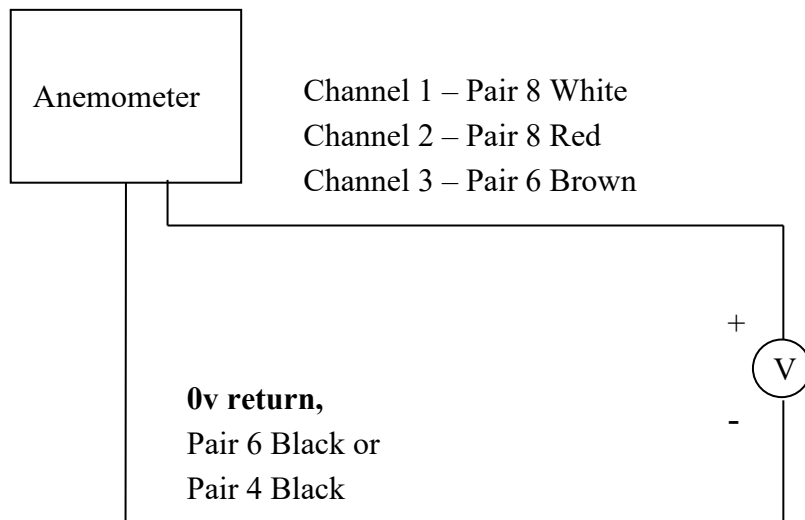 Anemometer
Channel 1 – Pair 8 White
Channel 2 – Pair 8 Red
Channel 3 – Pair 6 Brown
+
V
-
0v return,
Pair 6 Black or
Pair 4 Black